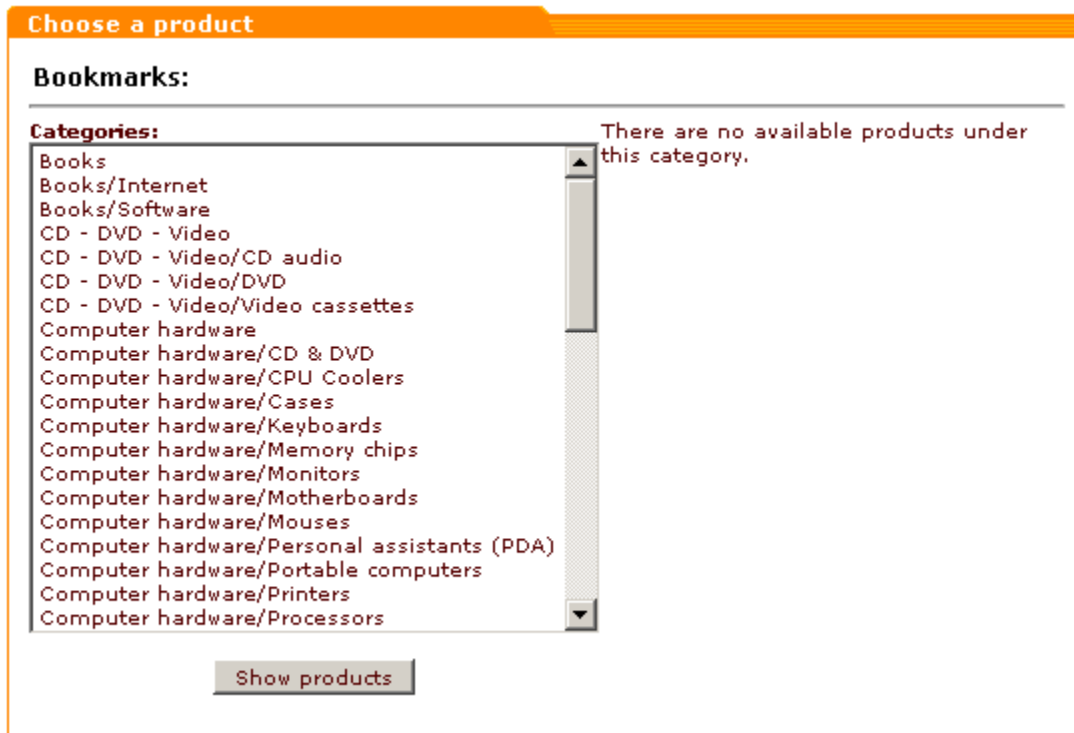 Choose a product
Bookmarks:
Categories:
Books
Books/Internet
Books/Software
CD - DVD - Video
CD - DVD - Video/CD audio
CD - DVD - Video/DVD
CD - DVD - Video/Video cassettes
Computer hardware
Computer hardware/CD & DVD
Computer hardware/CPU Coolers
Computer hardware/Cases
Computer hardware/Keyboards
Computer hardware/Memory chips
Computer hardware/Monitors
Computer hardware/Motherboards
Computer hardware/Mouses
Computer hardware/Personal assistants (PDA)
Computer hardware/Portable computers
Computer hardware/Printers
Computer hardware/Processors
There are no available products under
this category.
Show products